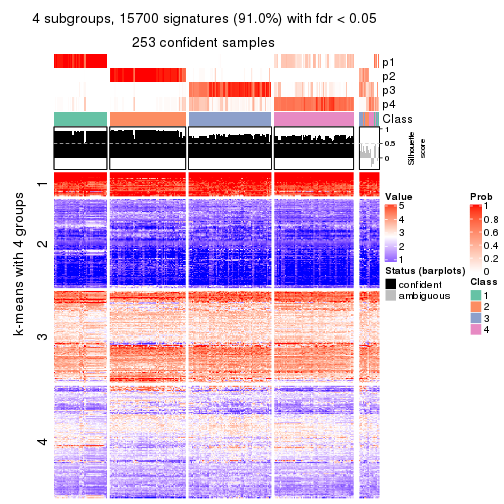 4 subgroups, 15700 signatures (91.0%) with fdr < 0.05
253 confident samples
p1
p2
p3
p4
Class
1
0.5
0
Silhouette
score
k-means with 4 groups
1
2
3
4
Value
5
4
3
2
1
Status (barplots)
confident
ambiguous
Prob
1
0.8
0.6
0.4
0.2
0
Class
1
2
3
4